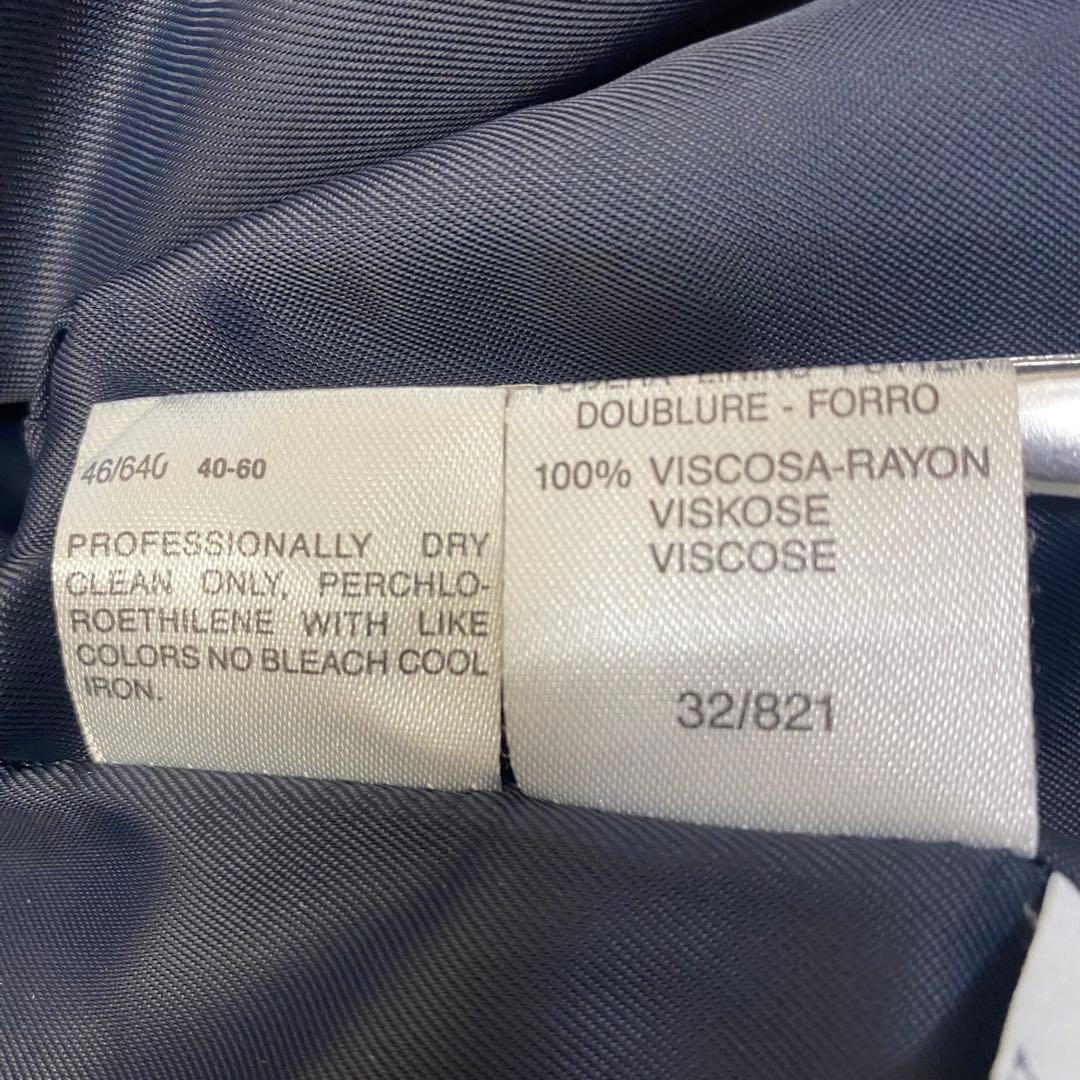 46/640 40-60
PROFESSIONALLY DRY
CLEAN ONLY, PERCHLO-
ROETHILENE WITH LIKE
COLORS NO BLEACH COOL
IRON.
DOUBLURE - FORRO
100% VISCOSA-RAYON
VISKOSE
VISCOSE
32/821